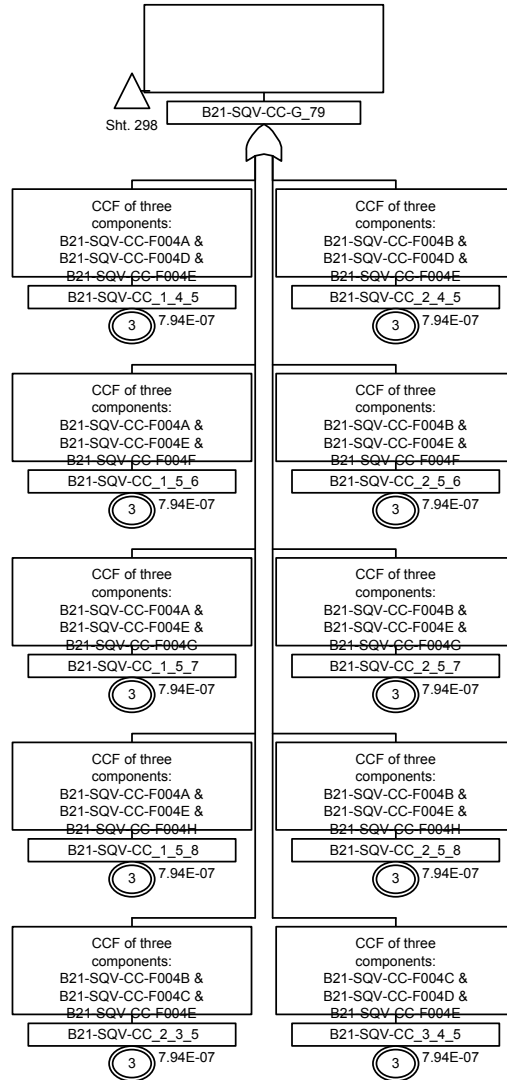 B21-SQV-CC-G_79
Sht. 298
CCF of three
components:
B21-SQV-CC-F004A &
B21-SQV-CC-F004D &
B21-SQV-CC-F004E
B21-SQV-CC_1_4_5
3
7.94E-07
CCF of three
components:
B21-SQV-CC-F004B &
B21-SQV-CC-F004D &
B21-SQV-CC-F004E
B21-SQV-CC_2_4_5
3
7.94E-07
CCF of three
components:
B21-SQV-CC-F004A &
B21-SQV-CC-F004E &
B21-SQV-CC-F004F
B21-SQV-CC_1_5_6
3
7.94E-07
CCF of three
components:
B21-SQV-CC-F004B &
B21-SQV-CC-F004E &
B21-SQV-CC-F004F
B21-SQV-CC_2_5_6
3
7.94E-07
CCF of three
components:
B21-SQV-CC-F004A &
B21-SQV-CC-F004E &
B21-SQV-CC-F004G
B21-SQV-CC_1_5_7
3
7.94E-07
CCF of three
components:
B21-SQV-CC-F004B &
B21-SQV-CC-F004E &
B21-SQV-CC-F004G
B21-SQV-CC_2_5_7
3
7.94E-07
CCF of three
components:
B21-SQV-CC-F004A &
B21-SQV-CC-F004E &
B21-SQV-CC-F004H
B21-SQV-CC_1_5_8
3
7.94E-07
CCF of three
components:
B21-SQV-CC-F004B &
B21-SQV-CC-F004E &
B21-SQV-CC-F004H
B21-SQV-CC_2_5_8
3
7.94E-07
CCF of three
components:
B21-SQV-CC-F004B &
B21-SQV-CC-F004C &
B21-SQV-CC-F004E
B21-SQV-CC_2_3_5
3
7.94E-07
CCF of three
components:
B21-SQV-CC-F004C &
B21-SQV-CC-F004D &
B21-SQV-CC-F004E
B21-SQV-CC_3_4_5
3
7.94E-07